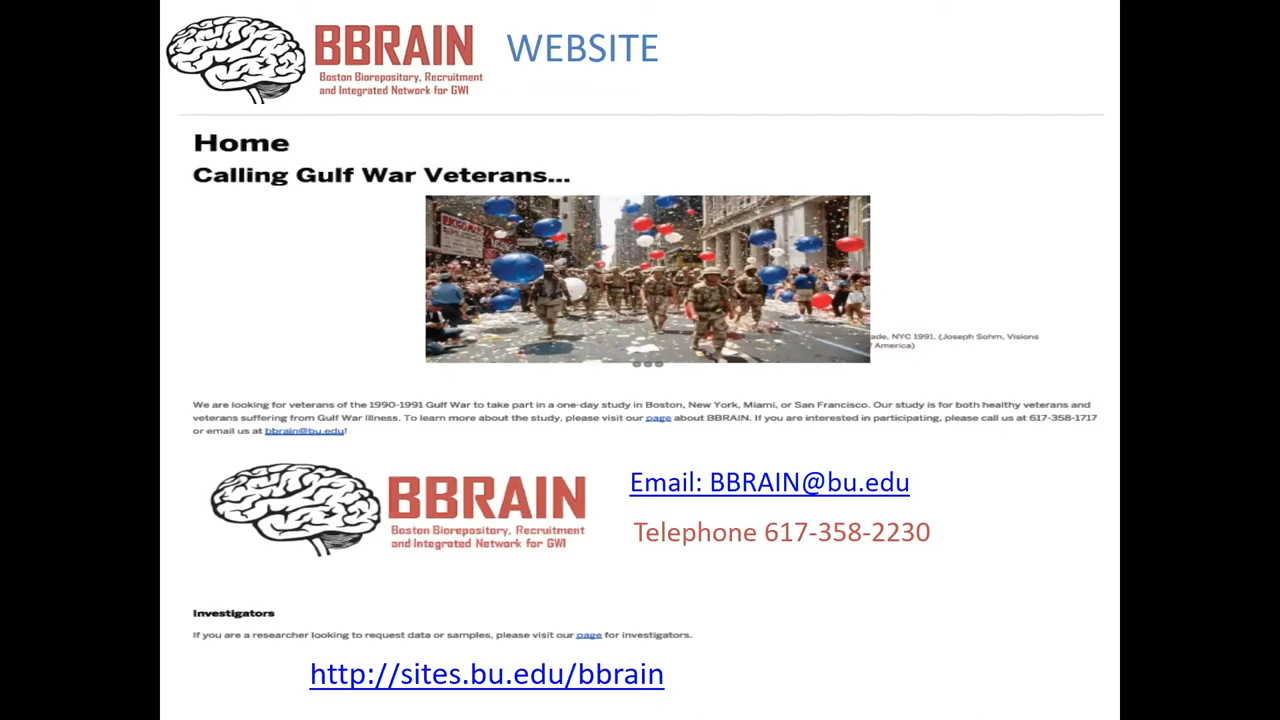 BBRAIN
Boston Biorepository, Recruitment
and Integrated Network for GWI
WEBSITE
Home
Calling Gulf War Veterans...
ade, NYC 1991. (Joseph Sohm, Visions
f America)
We are looking for veterans of the 1990-1991 Gulf War to take part in a one-day study in Boston, New York, Miami, or San Francisco. Our study is for both healthy veterans and
veterans suffering from Gulf War Illness. To learn more about the study, please visit our page about BBRAIN. If you are interested in participating, please call us at 617-358-1717
or email us at bbrain@bu.edu!
BBRAIN
Boston Biorepository, Recruitment
and Integrated Network for GWI
Email: BBRAIN@bu.edu
Telephone 617-358-2230
Investigators
If you are a researcher looking to request data or samples, please visit our page for investigators.
http://sites.bu.edu/bbrain